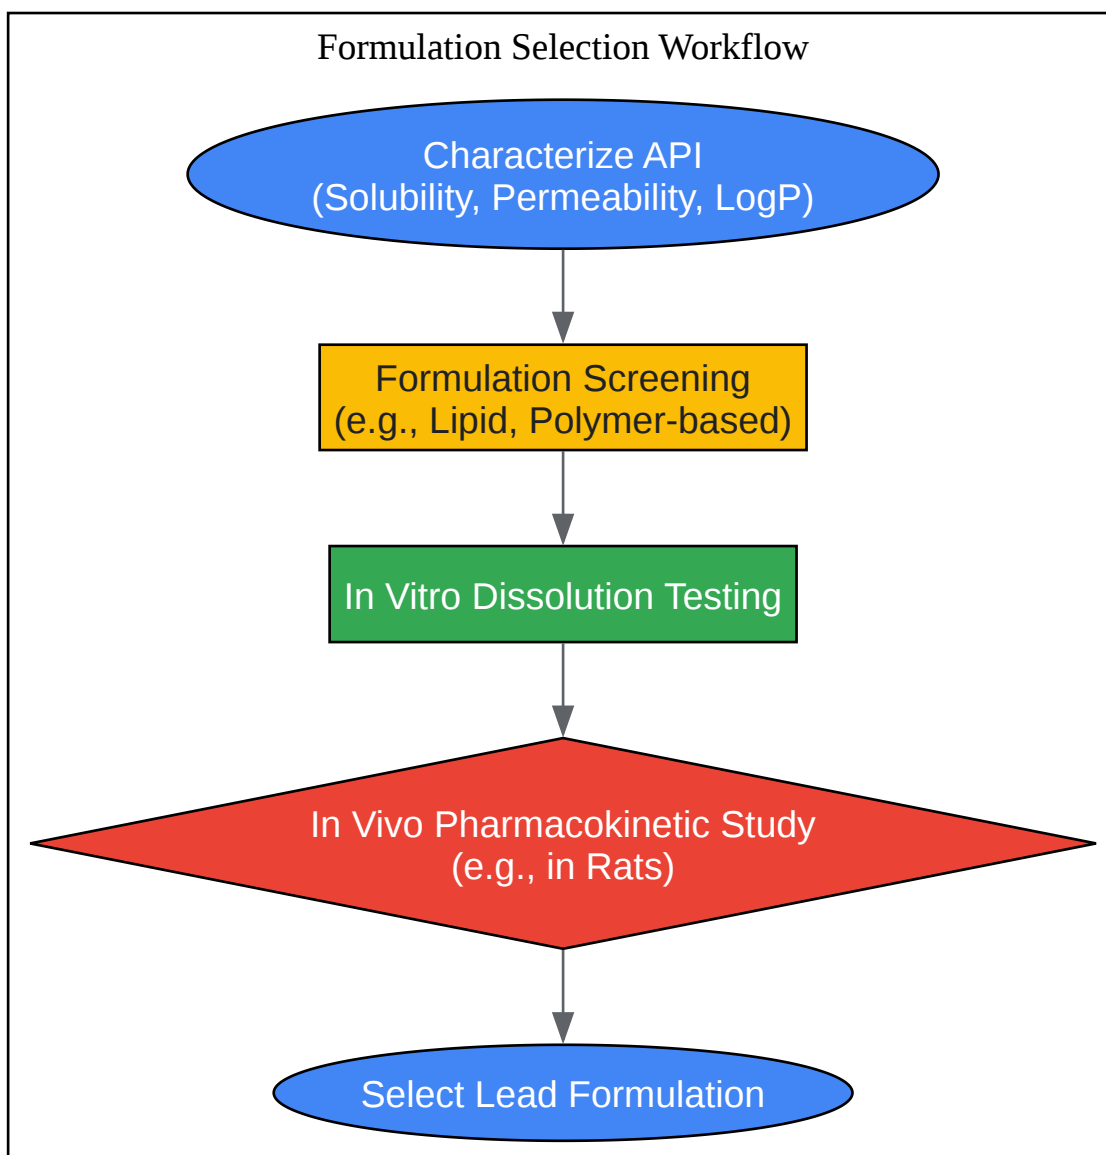 Formulation Selection Workflow
Characterize API
(Solubility, Permeability, LogP)
Formulation Screening
(e.g., Lipid, Polymer-based)
In Vitro Dissolution Testing
In Vivo Pharmacokinetic Study
(e.g., in Rats)
Select Lead Formulation